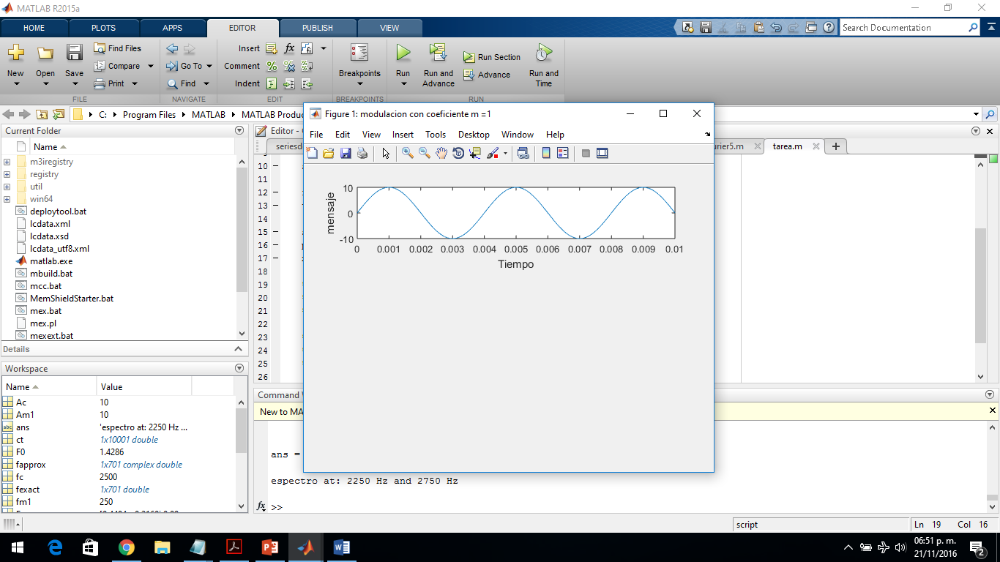 MATLAB R2015a
HOME PLOTS APPS EDITOR PUBLISH VIEW
Search Documentation
New Open Save
Find Files
Compare
Print
Go To
Find
Insert
Comment
Indent
fx
Breakpoints
Run
Run and Advance
Run Section
Advance
Run and Time
FILE NAVIGATE EDIT BREAKPOINTS RUN
C: Program Files MATLAB MATLAB Produc
Current Folder
Name
m3iregistry
registry
util
win64
deploytool.bat
lcdata.xml
lcdata.xsd
lcdata_utf8.xml
matlab.exe
mbuild.bat
mcc.bat
MemShieldStarter.bat
mex.bat
mex.pl
mexext.bat
Details
Workspace
Name Value
Ac 10
Am1 10
ans 'espectro at: 2250 Hz ...
ct 1x10001 double
F0 1.4286
fapprox 1x701 complex double
fc 2500
fexact 1x701 double
fm1 250
Editor -
seriesd
urier5.m
tarea.m
10
11
12
13
14
15
16
17
18
19
20
21
22
23
24
25
26
Figure 1: modulacion con coeficiente m =1
File Edit View Insert Tools Desktop Window Help
mensaje
10
0
-10
0 0.001 0.002 0.003 0.004 0.005 0.006 0.007 0.008 0.009 0.01
Tiempo
Command
New to MA
ans =
espectro at: 2250 Hz and 2750 Hz
fx >>
script
Ln 19 Col 16
06:51 p. m.
21/11/2016
2